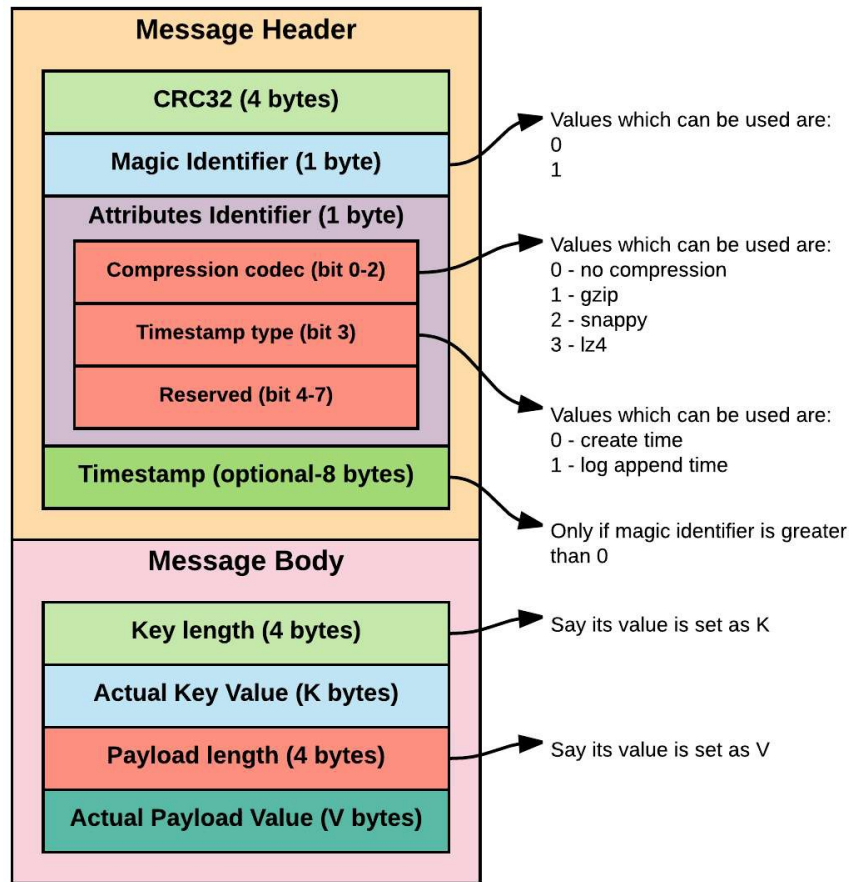 Message Header
CRC32 (4 bytes)
Magic Identifier (1 byte)
Values which can be used are:
0
1
Attributes Identifier (1 byte)
Compression codec (bit 0-2)
Values which can be used are:
0 - no compression
1 - gzip
2 - snappy
3 - lz4
Timestamp type (bit 3)
Values which can be used are:
0 - create time
1 - log append time
Reserved (bit 4-7)
Timestamp (optional-8 bytes)
Only if magic identifier is greater
than 0
Message Body
Key length (4 bytes)
Say its value is set as K
Actual Key Value (K bytes)
Payload length (4 bytes)
Say its value is set as V
Actual Payload Value (V bytes)